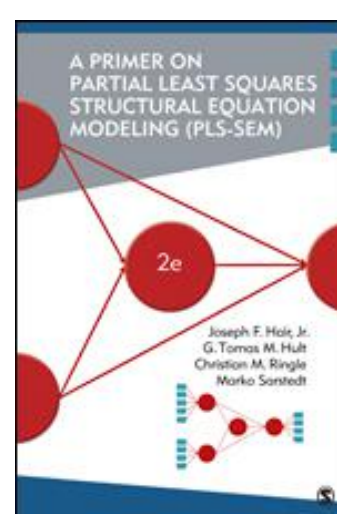 A PRIMER ON
PARTIAL LEAST SQUARES
STRUCTURAL EQUATION
MODELING (PLS-SEM)
2e
Joseph F. Hair, Jr.
G. Tomas M. Hult
Christian M. Ringle
Marko Sarstedt